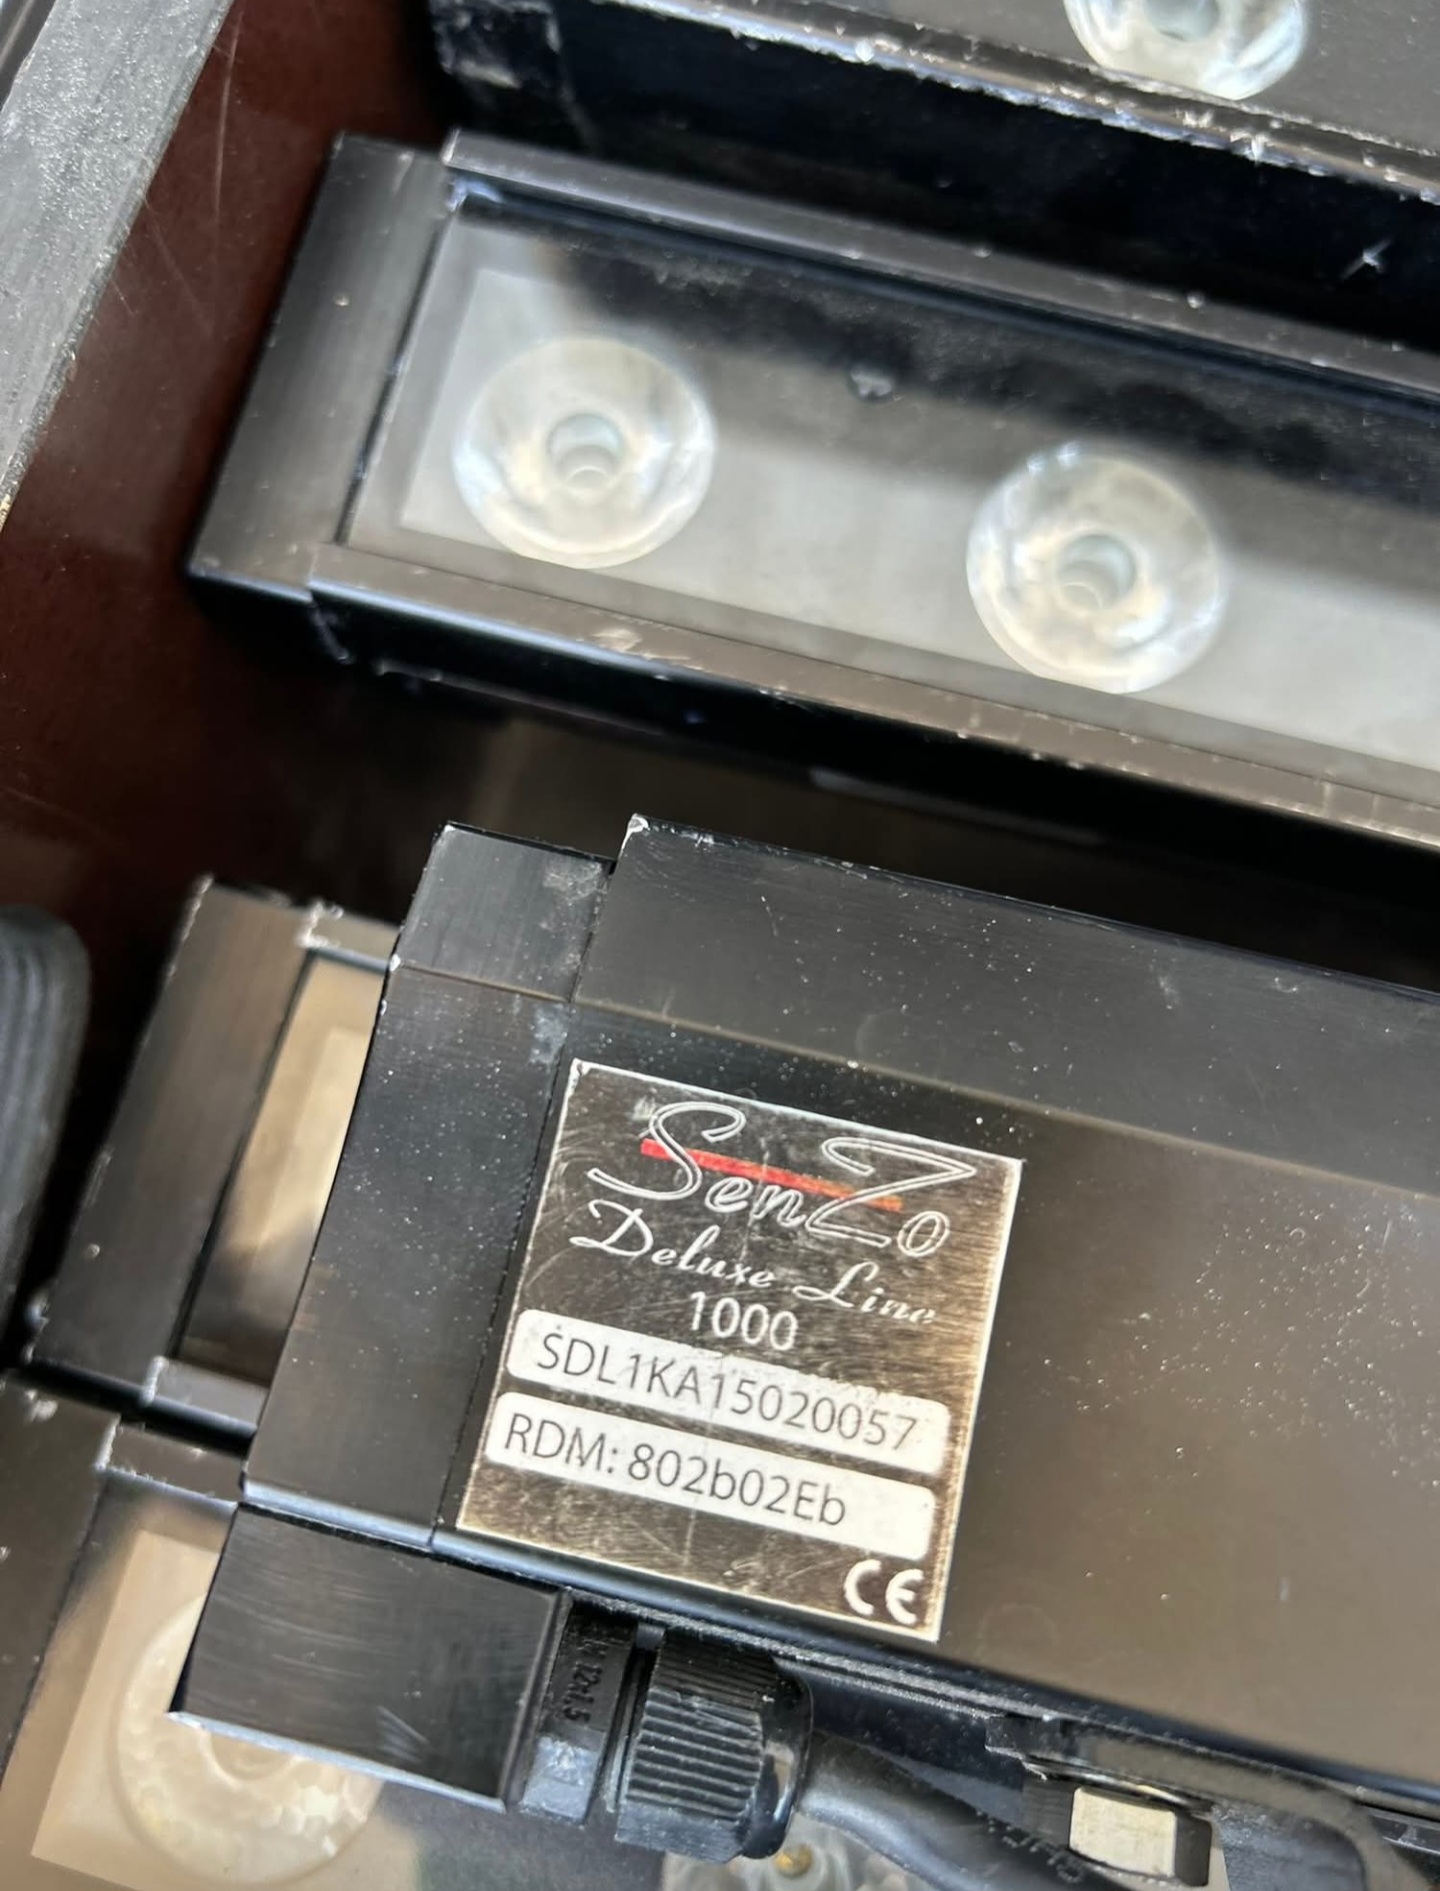 SenZo
Deluxe Line
1000
SDL1KA15020057
RDM: 802b02Eb
CE